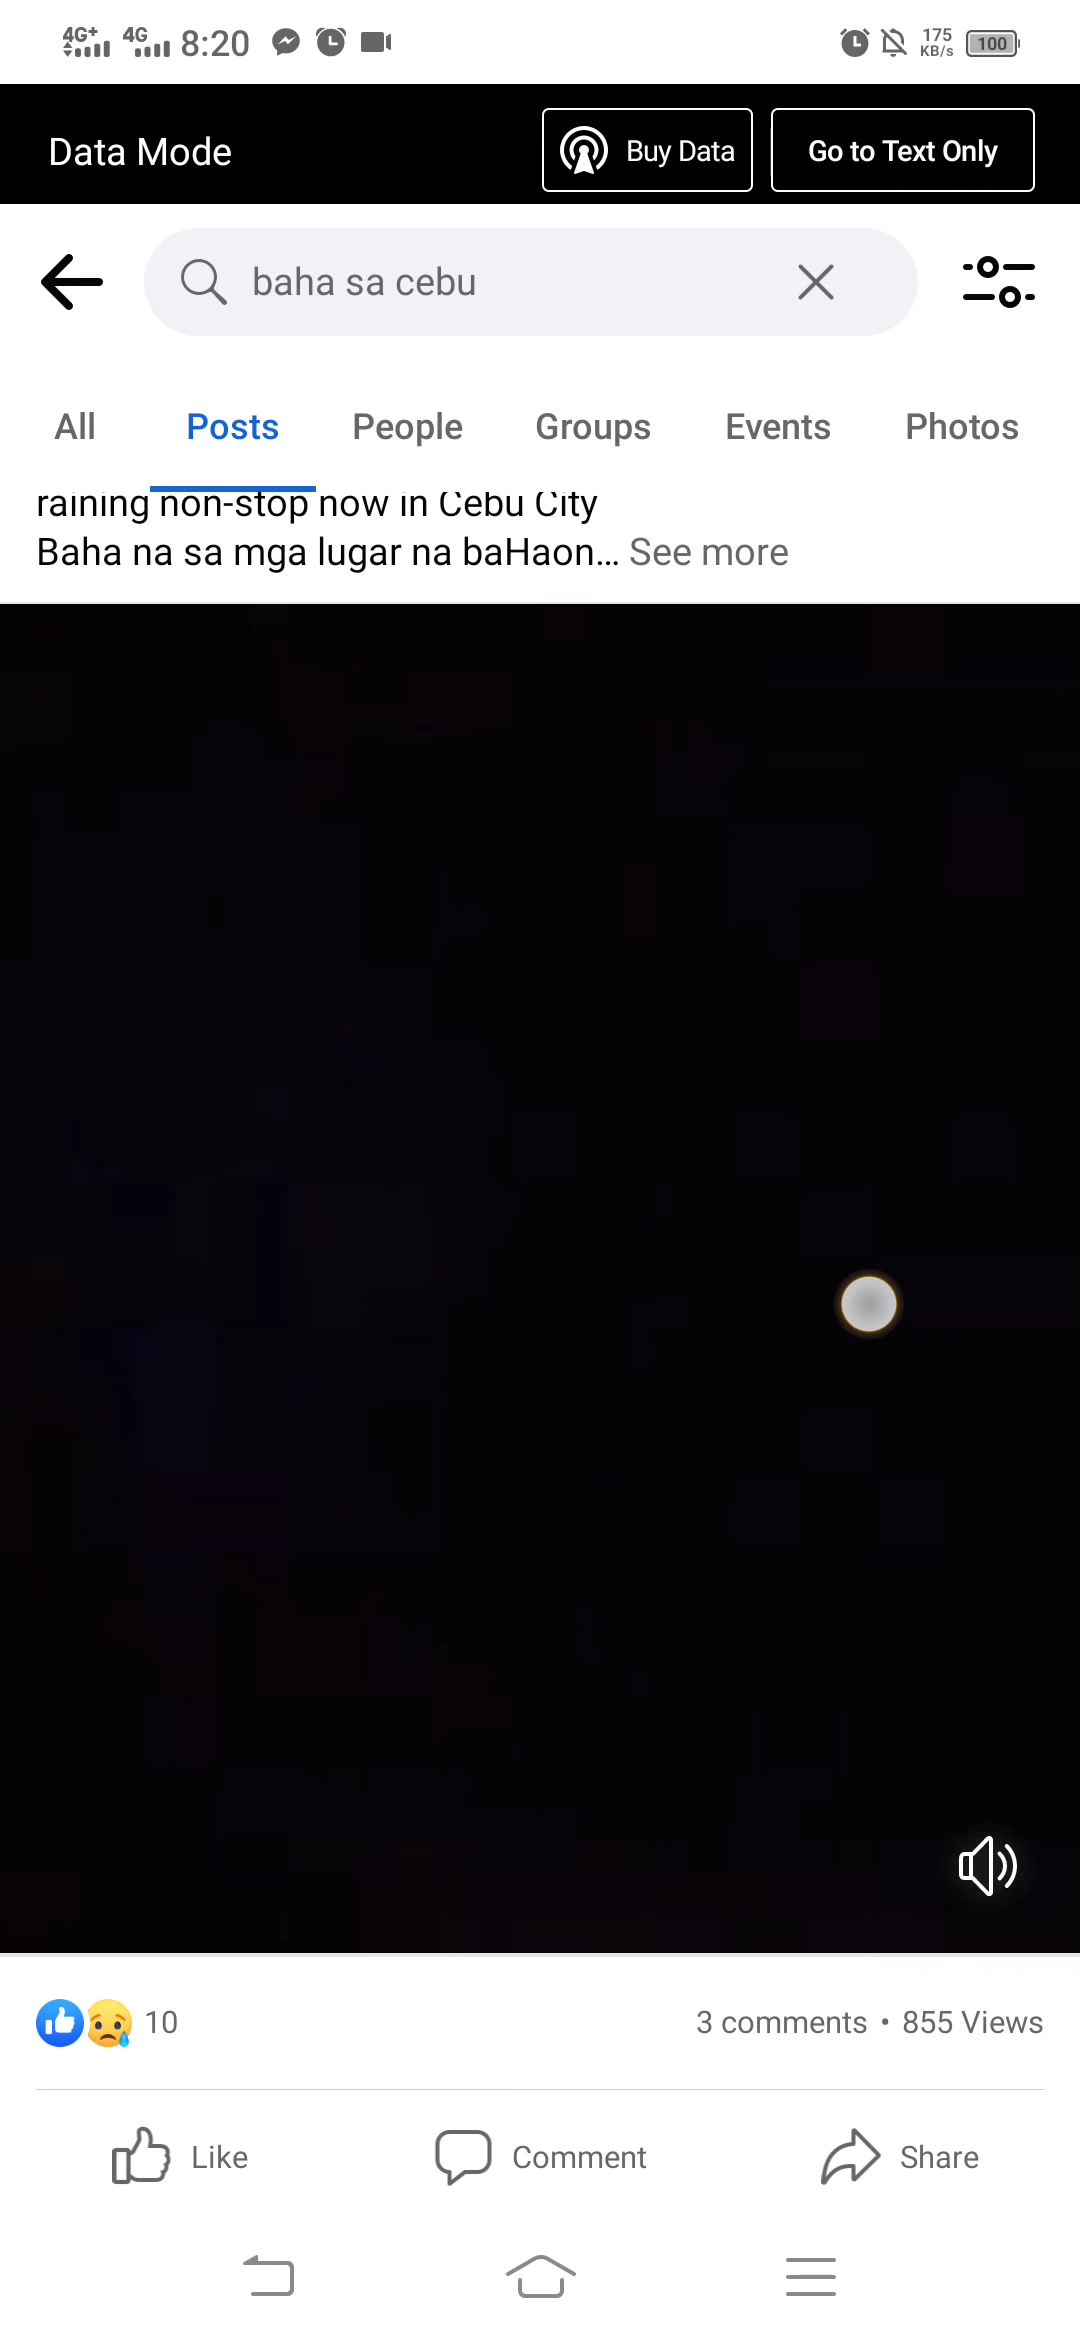 4G+ 4G 8:20 175 KB/s 100
Data Mode Buy Data Go to Text Only
baha sa cebu
All Posts People Groups Events Photos
raining non-stop now in Cebu City
Baha na sa mga lugar na baHaon... See more
10 3 comments • 855 Views
Like Comment Share